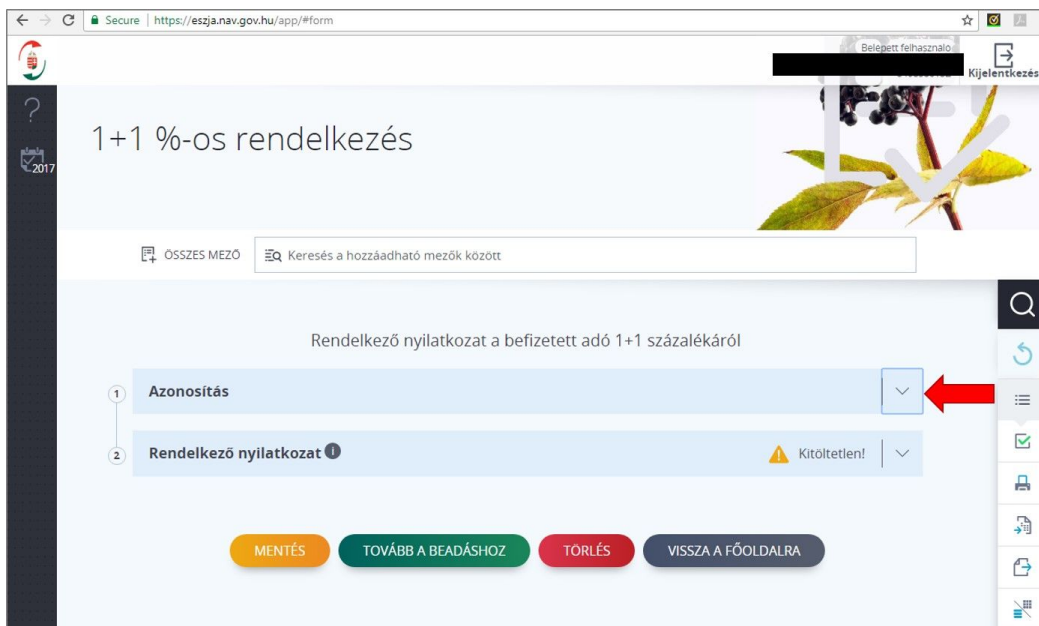 Secure | https://eszja.nav.gov.hu/app/#form
Belépett felhasználó
Kijelentkezés
2017
1+1 %-os rendelkezés
ÖSSZES MEZŐ
Keresés a hozzáadható mezők között
Rendelkező nyilatkozat a befizetett adó 1+1 százalékáról
1 Azonosítás
2 Rendelkező nyilatkozat i Kitöltetlen!
MENTÉS TOVÁBB A BEADÁSHOZ TÖRLÉS VISSZA A FŐOLDALRA